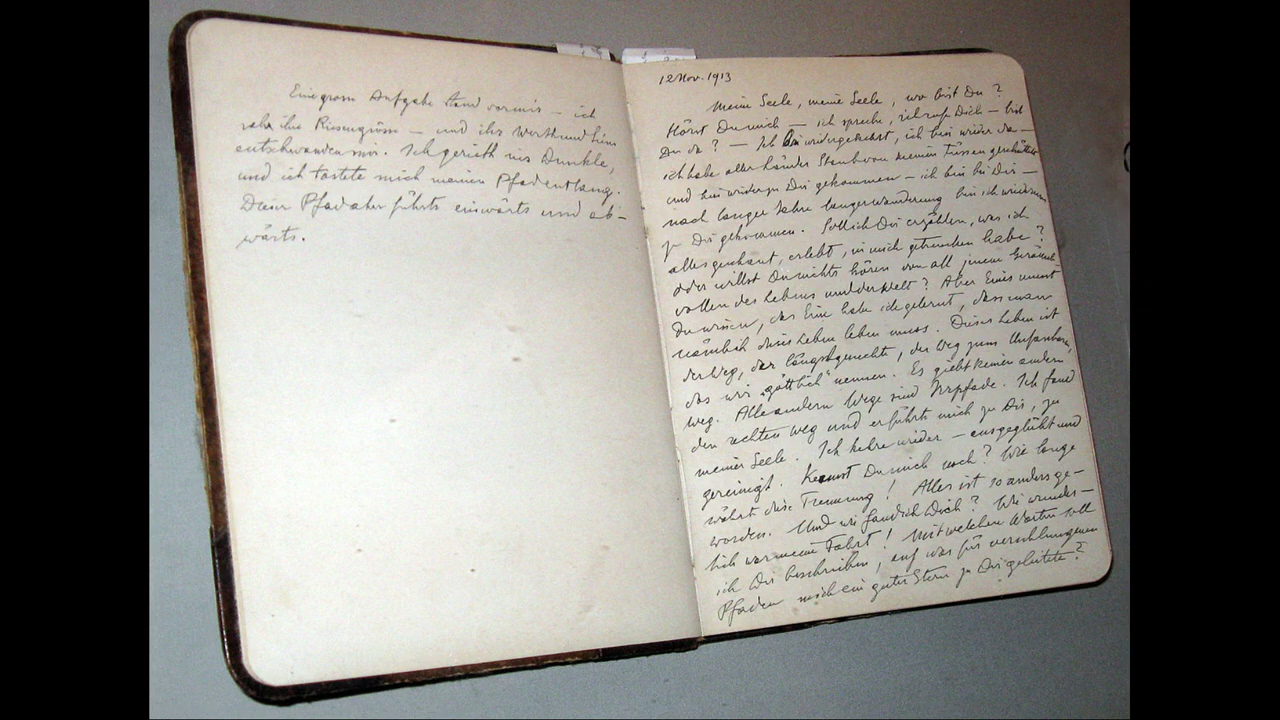 Eine grosse Aufgabe stand vor mir – ich
sah ihre Riesengrösse – und ihr Werth und Sinn
entschwanden mir. Ich gerieth ins Dunkle,
und ich tastete mich meinen Pfad entlang.
Dieser Pfad aber führte einwärts und ab-
wärts.
12 Nov. 1913
Meine Seele, meine Seele, wo bist Du?
Hörst Du mich – ich spreche, ich rufe Dich – bist
Du da? – Ich bin wiedergekehrt, ich bin wieder da –
ich habe aller Länder Staub von meinen Füssen geschüttelt
und bin wieder zu Dir gekommen – ich bin bei Dir –
nach langer Jahre langer Wanderung bin ich wieder
zu Dir gekommen. Soll ich Dir erzählen, was ich
alles geschaut, erlebt, in mich getrunken habe?
oder willst Du nichts hören von all jenem Geräusch-
vollen des Lebens und der Welt? Aber Eines musst
Du wissen, das Eine habe ich gelernt, dass man
nämlich dieses Leben leben muss. Dieses Leben ist
der Weg, der längstgesuchte, der Weg zum Unfassbaren,
das wir „göttlich“ nennen. Es giebt keinen andern
Weg. Alle andern Wege sind Irrpfade. Ich fand
den rechten Weg und er führte mich zu Dir, zu
meiner Seele. Ich kehre wieder – ausgeglüht und
gereinigt. Kennst Du mich noch? Wie lange
währte diese Trennung! Alles ist so anders ge-
worden. Und wie fand ich Dich? Wie wunder-
lich war meine Fahrt! Mit welchen Worten soll
ich Dir beschreiben, auf was für verschlungenen
Pfaden mich ein guter Stern zu Dir geleitete?